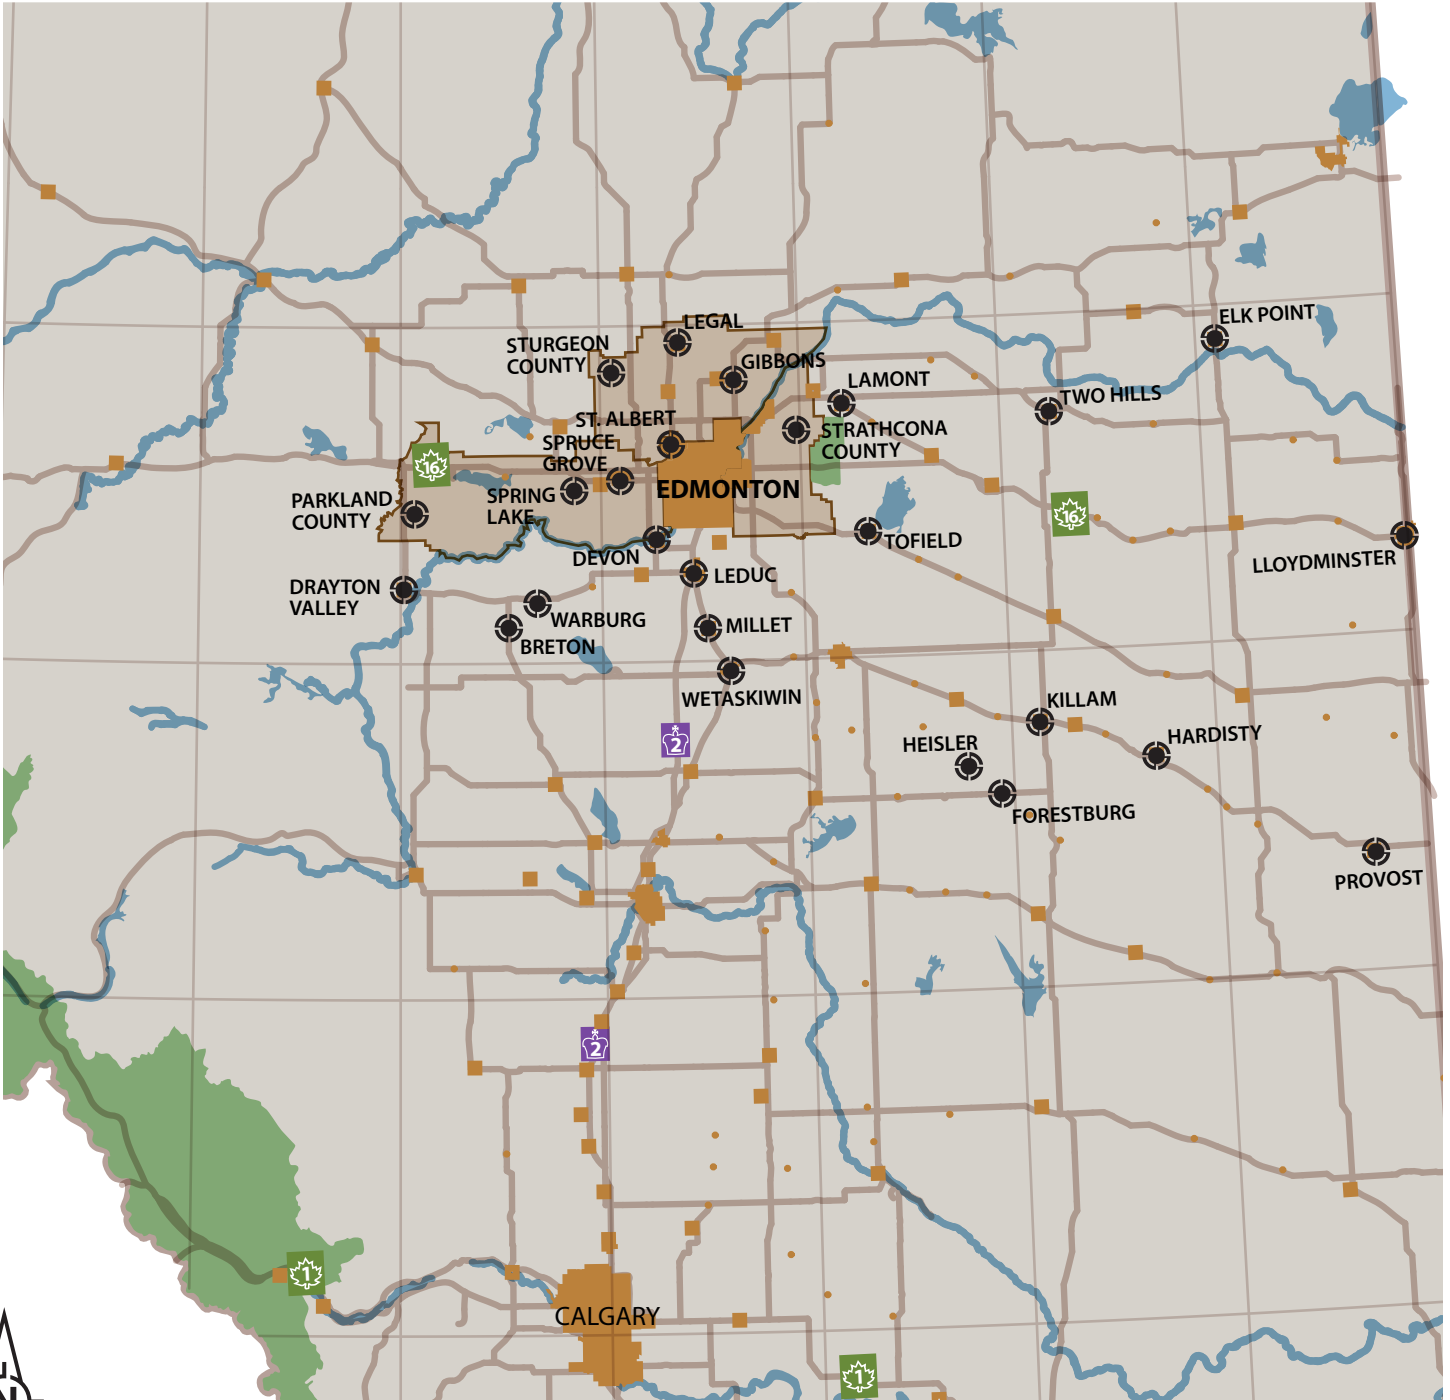 LEGAL
ELK POINT
STURGEON
COUNTY
GIBBONS
LAMONT
TWO HILLS
ST. ALBERT
STRATHCONA
COUNTY
SPRUCE
GROVE
16
EDMONTON
SPRING
LAKE
PARKLAND
COUNTY
16
TOFIELD
DEVON
LLOYDMINSTER
LEDUC
DRAYTON
VALLEY
WARBURG
MILLET
BRETON
WETASKIWIN
KILLAM
2
HEISLER
HARDISTY
FORESTBURG
PROVOST
2
1
CALGARY
1